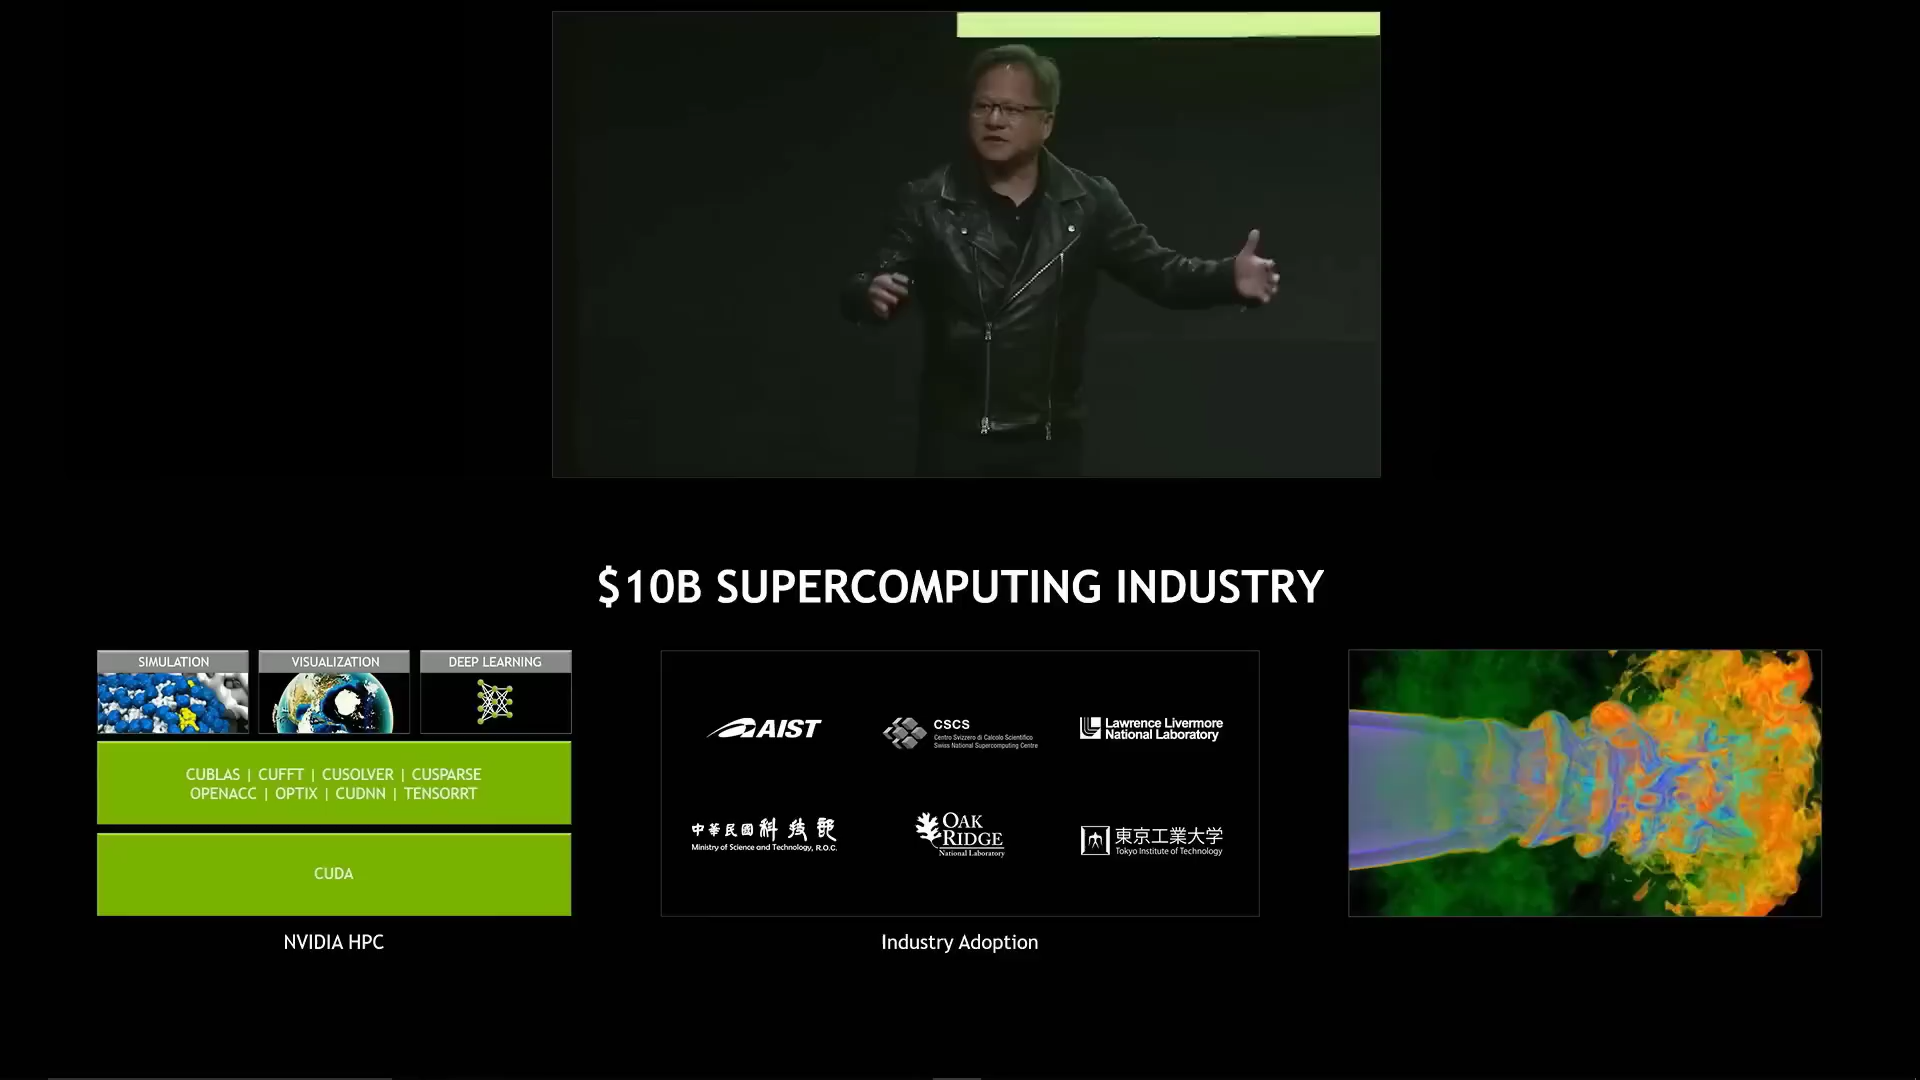 $10B SUPERCOMPUTING INDUSTRY
SIMULATION
VISUALIZATION
DEEP LEARNING
CUBLAS | CUFFT | CUSOLVER | CUSPARSE
OPENACC | OPTIX | CUDNN | TENSORRT
CUDA
NVIDIA HPC
AIST
CSCS
Centro Svizzero di Calcolo Scientifico
Swiss National Supercomputing Centre
Lawrence Livermore
National Laboratory
中華民國科技部
Ministry of Science and Technology, R.O.C.
OAK
RIDGE
National Laboratory
東京工業大学
Tokyo Institute of Technology
Industry Adoption